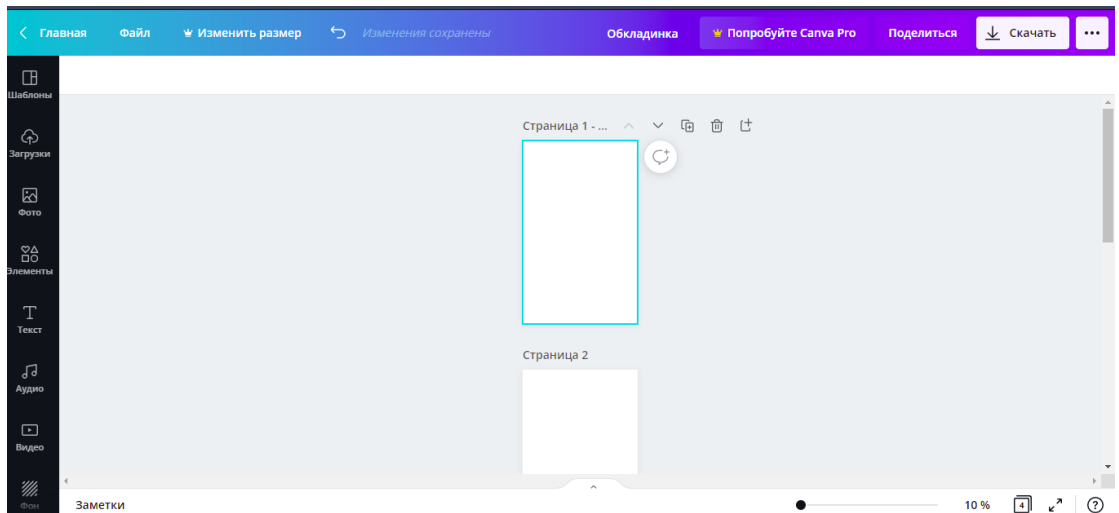 Главная Файл Изменить размер Изменения сохранены Обкладинка Попробуйте Canva Pro Поделиться Скачать
Шаблоны
Загрузки
Фото
Элементы
Текст
Аудио
Видео
Фон
Страница 1 - ...
Страница 2
Заметки 10 % 4